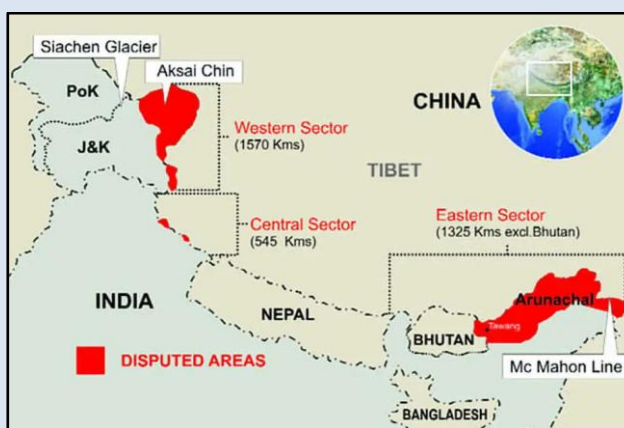 Siachen Glacier
Aksai Chin
PoK
CHINA
Western Sector
(1570 Kms)
J&K
TIBET
Eastern Sector
(1325 Kms excl.Bhutan)
Central Sector
(545 Kms)
INDIA
NEPAL
Arunachal
Tawang
BHUTAN
DISPUTED AREAS
Mc Mahon Line
BANGLADESH